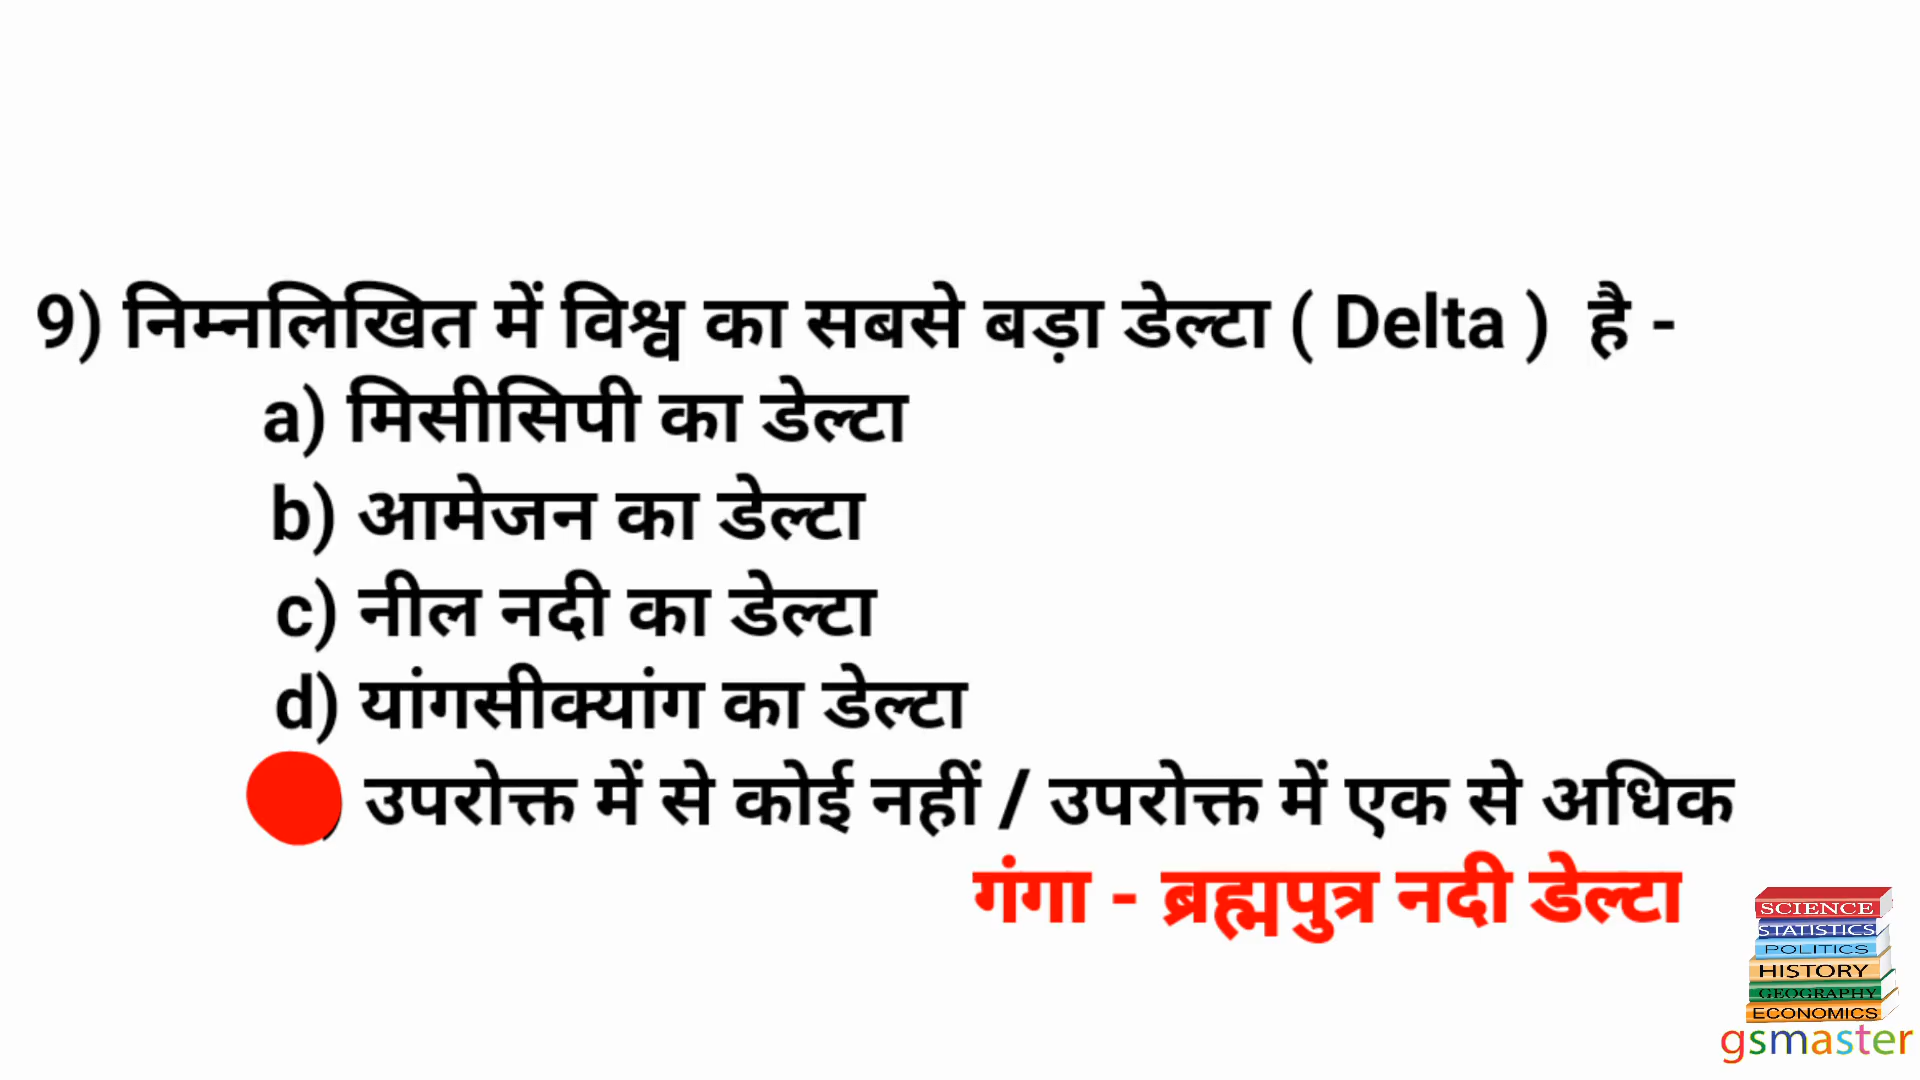 9) निम्नलिखित में विश्व का सबसे बड़ा डेल्टा ( Delta ) है -
a) मिसीसिपी का डेल्टा
b) आमेजन का डेल्टा
c) नील नदी का डेल्टा
d) यांगसीक्यांग का डेल्टा
) उपरोक्त में से कोई नहीं / उपरोक्त में एक से अधिक
गंगा - ब्रह्मपुत्र नदी डेल्टा
SCIENCE
STATISTICS
POLITICS
HISTORY
GEOGRAPHY
ECONOMICS
gsmaster